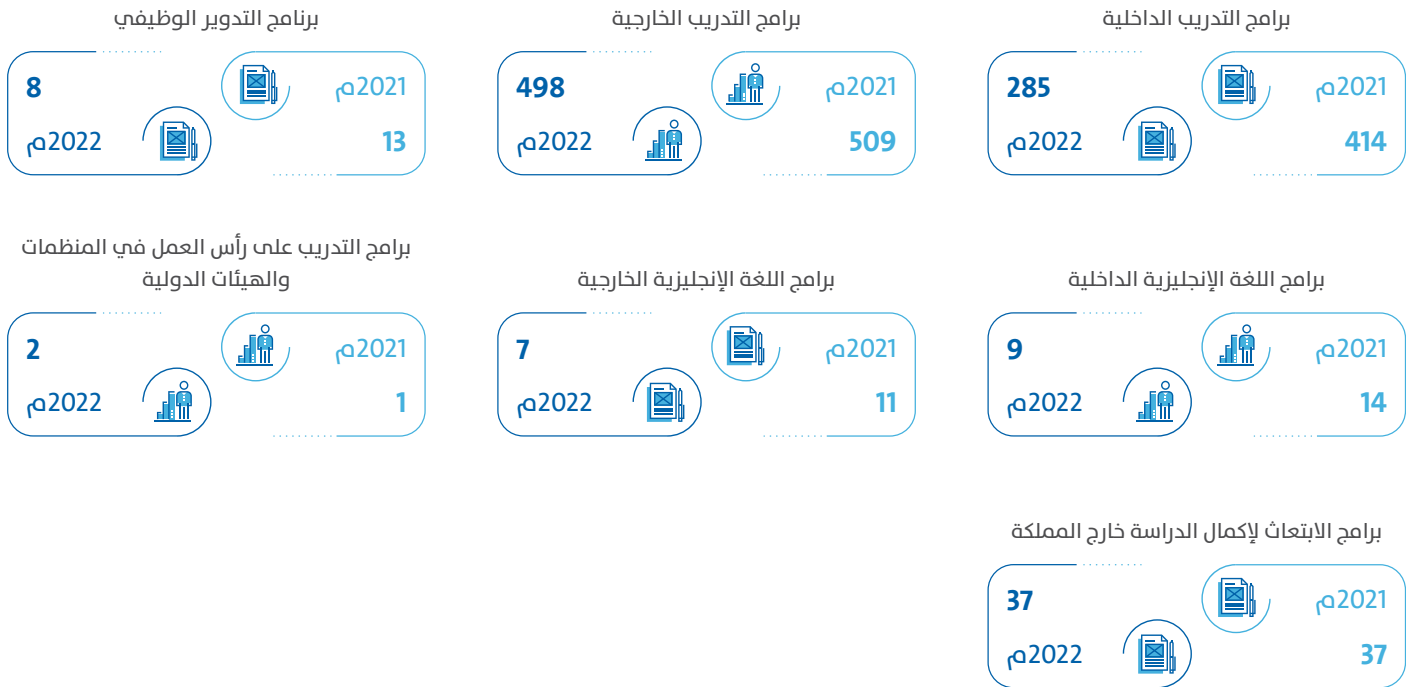 برامج التدريب الداخلية
2021م
414
285
2022م
برامج التدريب الخارجية
2021م
509
498
2022م
برنامج التدوير الوظيفي
2021م
13
8
2022م
برامج اللغة الإنجليزية الداخلية
2021م
14
9
2022م
برامج اللغة الإنجليزية الخارجية
2021م
11
7
2022م
برامج التدريب على رأس العمل في المنظمات
والهيئات الدولية
2021م
1
2
2022م
برامج الابتعاث لإكمال الدراسة خارج المملكة
2021م
37
37
2022م